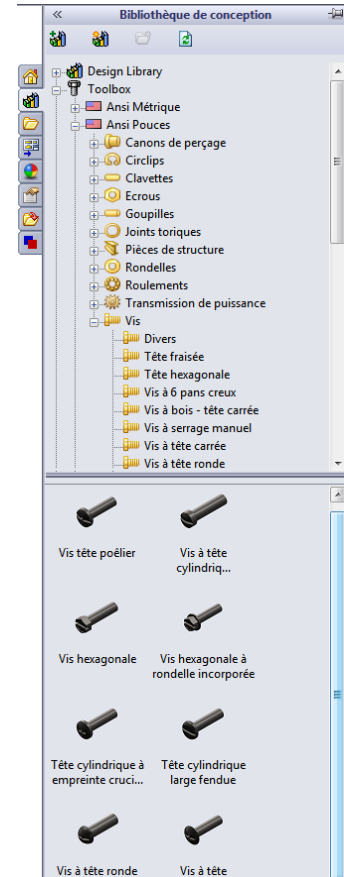 Bibliothèque de conception
Design Library
Toolbox
Ansi Métrique
Ansi Pouces
Canons de perçage
Circlips
Clavettes
Ecrous
Goupilles
Joints toriques
Pièces de structure
Rondelles
Roulements
Transmission de puissance
Vis
Divers
Tête fraisée
Tête hexagonale
Vis à 6 pans creux
Vis à bois - tête carrée
Vis à serrage manuel
Vis à tête carrée
Vis à tête ronde
Vis tête poêlier
Vis à tête
cylindriq...
Vis hexagonale
Vis hexagonale à
rondelle incorporée
Tête cylindrique à
empreinte cruci...
Tête cylindrique
large fendue
Vis à tête ronde
Vis à tête